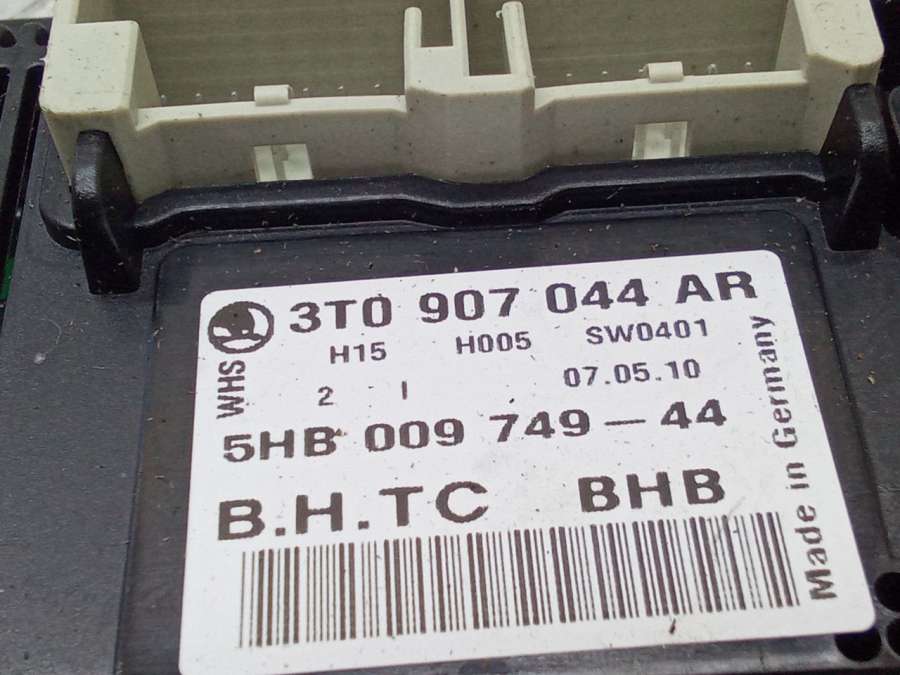 3T0 907 044 AR
H15 H005 SW0401
WHS
2 I 07.05.10
5HB 009 749-44
B.H.TC BHB
Made in Germany